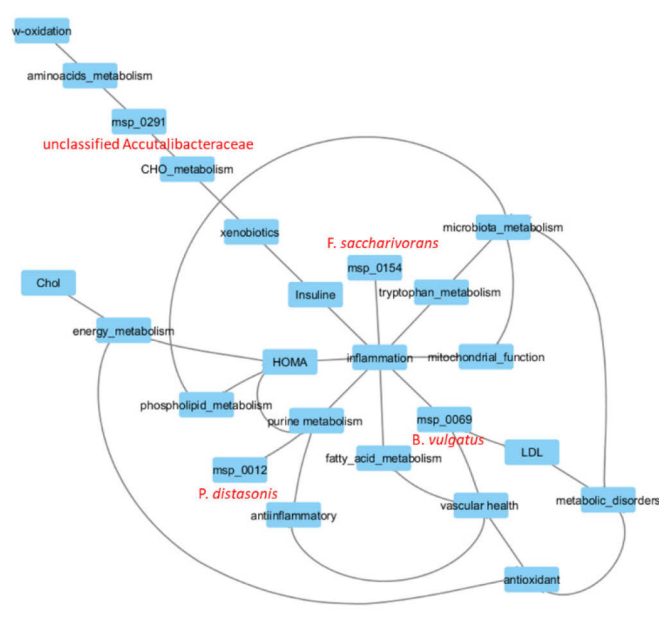 w-oxidation
aminoacids_metabolism
msp_0291
unclassified Accutalibacteraceae
CHO_metabolism
xenobiotics
microbiota_metabolism
F. saccharivorans
msp_0154
Chol
Insuline
tryptophan_metabolism
energy_metabolism
HOMA
inflammation
mitochondrial_function
phospholipid_metabolism
purine metabolism
msp_0069
B. vulgatus
LDL
msp_0012
fatty_acid_metabolism
P. distasonis
metabolic_disorders
antiinflammatory
vascular health
antioxidant